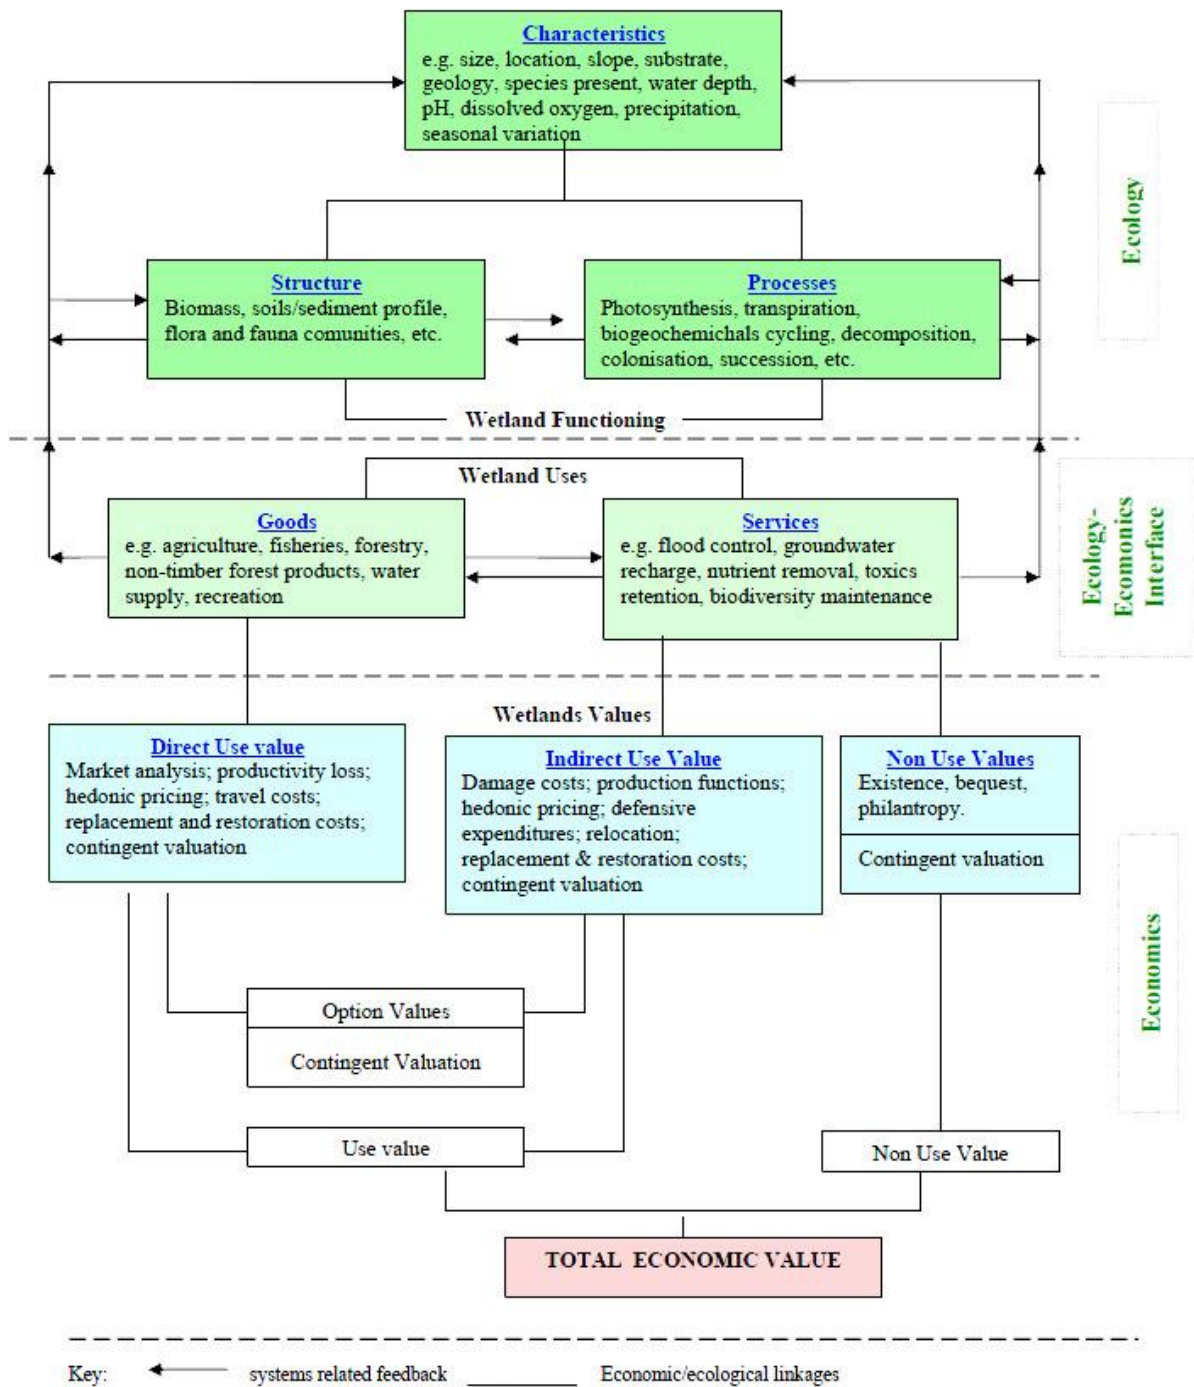 Characteristics
e.g. size, location, slope, substrate,
geology, species present, water depth,
pH, dissolved oxygen, precipitation,
seasonal variation
Ecology
Structure
Biomass, soils/sediment profile,
flora and fauna comunities, etc.
Processes
Photosynthesis, transpiration,
biogeochemichals cycling, decomposition,
colonisation, succession, etc.
Wetland Functioning
Wetland Uses
Goods
e.g. agriculture, fisheries, forestry,
non-timber forest products, water
supply, recreation
Services
e.g. flood control, groundwater
recharge, nutrient removal, toxics
retention, biodiversity maintenance
Ecology-
Ecomonics
Interface
Wetlands Values
Direct Use value
Market analysis; productivity loss;
hedonic pricing; travel costs;
replacement and restoration costs;
contingent valuation
Indirect Use Value
Damage costs; production functions;
hedonic pricing; defensive
expenditures; relocation;
replacement & restoration costs;
contingent valuation
Non Use Values
Existence, bequest,
philantropy.
Contingent valuation
Economics
Option Values
Contingent Valuation
Use value
Non Use Value
TOTAL ECONOMIC VALUE
Key: systems related feedback Economic/ecological linkages